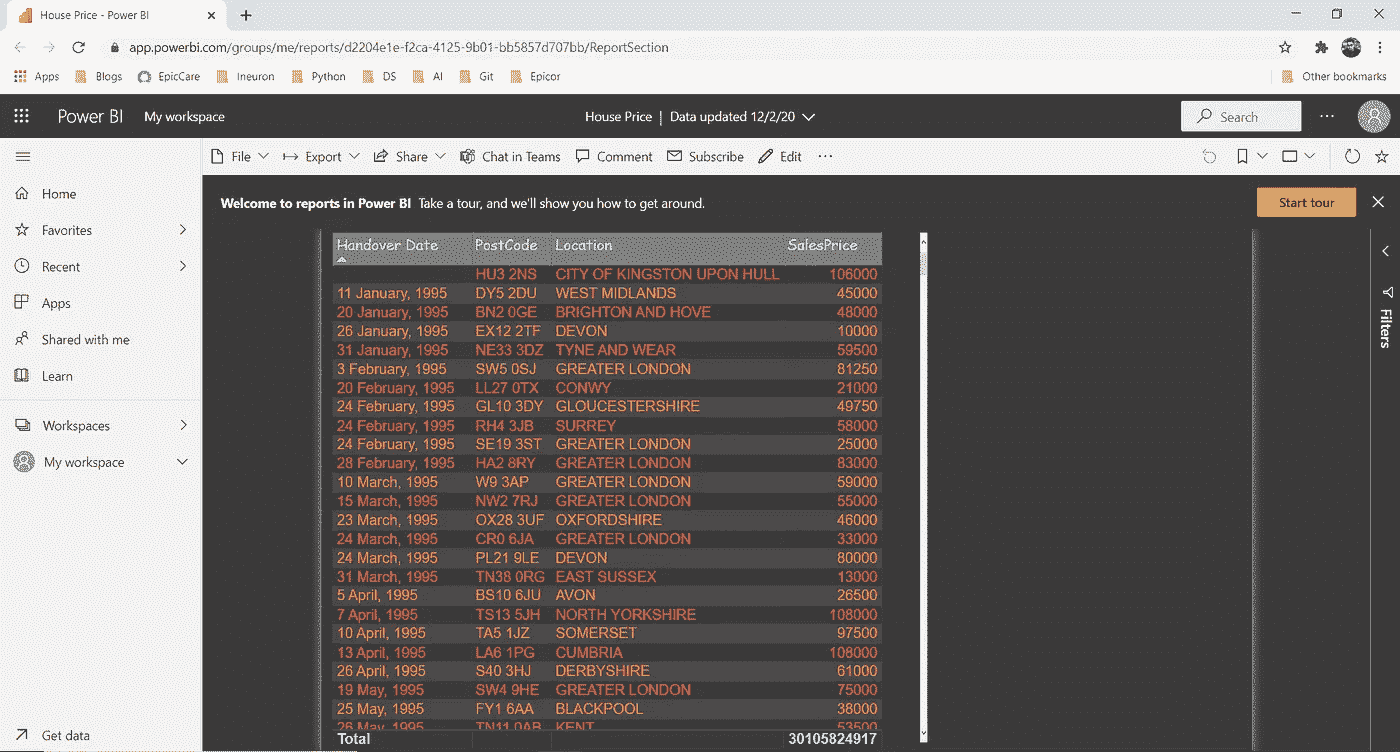 House Price - Power BI
app.powerbi.com/groups/me/reports/d2204e1e-f2ca-4125-9b01-bb5857d707bb/ReportSection
Apps Blogs EpicCare Ineuron Python DS AI Git Epicor Other bookmarks
Power BI My workspace House Price | Data updated 12/2/20 Search
File Export Share Chat in Teams Comment Subscribe Edit
Home
Favorites
Recent
Apps
Shared with me
Learn
Workspaces
My workspace
Get data
Welcome to reports in Power BI Take a tour, and we'll show you how to get around. Start tour
Filters
Handover Date PostCode Location SalesPrice
HU3 2NS CITY OF KINGSTON UPON HULL 106000
11 January, 1995 DY5 2DU WEST MIDLANDS 45000
20 January, 1995 BN2 0GE BRIGHTON AND HOVE 48000
26 January, 1995 EX12 2TF DEVON 10000
31 January, 1995 NE33 3DZ TYNE AND WEAR 59500
3 February, 1995 SW5 0SJ GREATER LONDON 81250
20 February, 1995 LL27 0TX CONWY 21000
24 February, 1995 GL10 3DY GLOUCESTERSHIRE 49750
24 February, 1995 RH4 3JB SURREY 58000
24 February, 1995 SE19 3ST GREATER LONDON 25000
28 February, 1995 HA2 8RY GREATER LONDON 83000
10 March, 1995 W9 3AP GREATER LONDON 59000
15 March, 1995 NW2 7RJ GREATER LONDON 55000
23 March, 1995 OX28 3UF OXFORDSHIRE 46000
24 March, 1995 CR0 6JA GREATER LONDON 33000
24 March, 1995 PL21 9LE DEVON 80000
31 March, 1995 TN38 0RG EAST SUSSEX 13000
5 April, 1995 BS10 6JU AVON 26500
7 April, 1995 TS13 5JH NORTH YORKSHIRE 108000
10 April, 1995 TA5 1JZ SOMERSET 97500
13 April, 1995 LA6 1PG CUMBRIA 108000
26 April, 1995 S40 3HJ DERBYSHIRE 61000
19 May, 1995 SW4 9HE GREATER LONDON 75000
25 May, 1995 FY1 6AA BLACKPOOL 38000
26 May, 1995 TN11 0AB KENT 53500
Total 30105824917